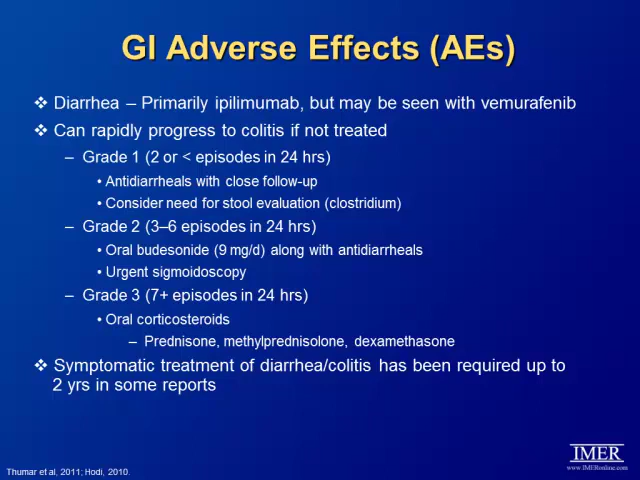 GI Adverse Effects (AEs)
❖ Diarrhea – Primarily ipilimumab, but may be seen with vemurafenib
❖ Can rapidly progress to colitis if not treated
– Grade 1 (2 or < episodes in 24 hrs)
• Antidiarrheals with close follow-up
• Consider need for stool evaluation (clostridium)
– Grade 2 (3–6 episodes in 24 hrs)
• Oral budesonide (9 mg/d) along with antidiarrheals
• Urgent sigmoidoscopy
– Grade 3 (7+ episodes in 24 hrs)
• Oral corticosteroids
– Prednisone, methylprednisolone, dexamethasone
❖ Symptomatic treatment of diarrhea/colitis has been required up to
2 yrs in some reports
IMER
www.IMERonline.com
Thumar et al, 2011; Hodi, 2010.